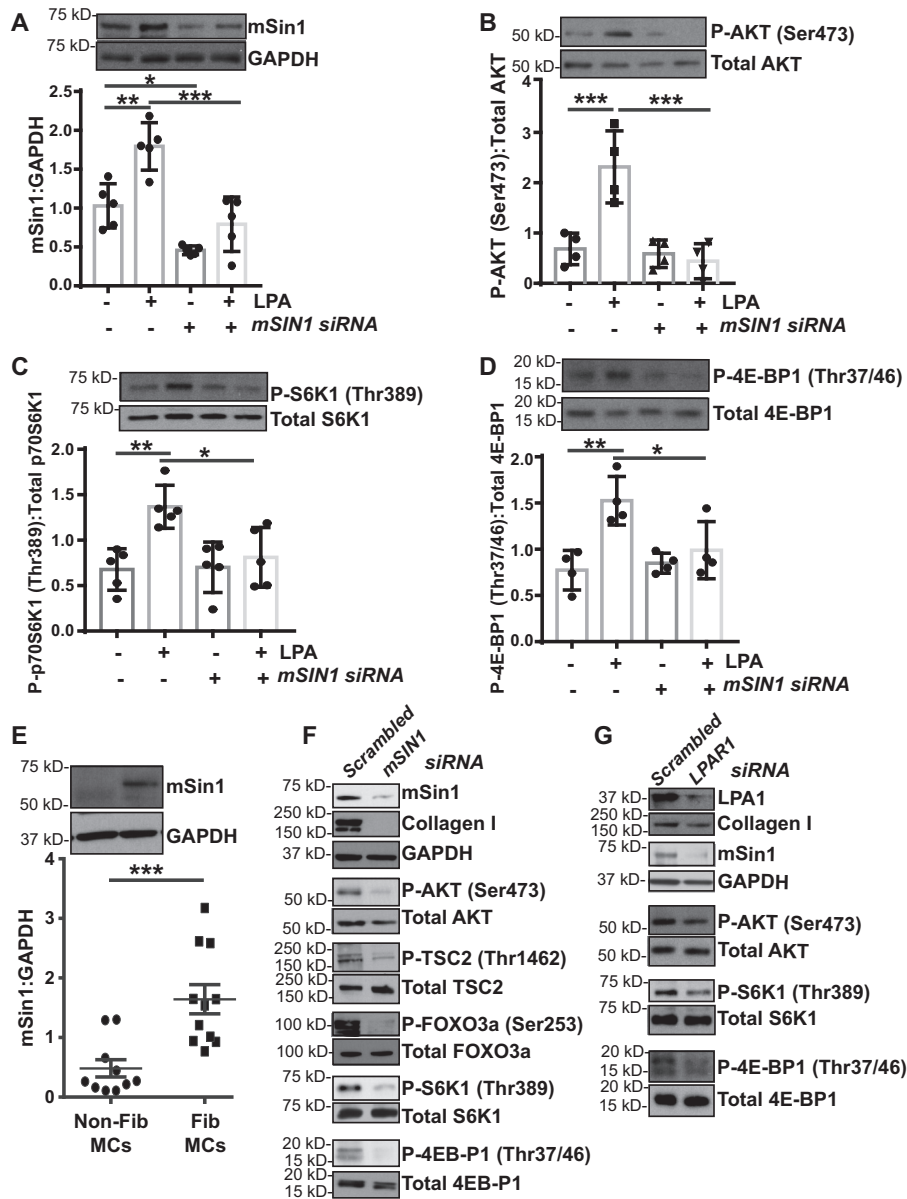 A
75 kD-
mSin1
75 kD-
GAPDH
*
** ***
mSin1:GAPDH
2.5
2.0
1.5
1.0
0.5
0.0
- + - + LPA
- - + + mSIN1 siRNA
B
50 kD-
P-AKT (Ser473)
50 kD-
Total AKT
*** ***
P-AKT (Ser473):Total AKT
4
3
2
1
0
- + - + LPA
- - + + mSIN1 siRNA
C
75 kD-
P-S6K1 (Thr389)
75 kD-
Total S6K1
** *
P-p70S6K1 (Thr389):Total p70S6K1
2.0
1.5
1.0
0.5
0.0
- + - + LPA
- - + + mSIN1 siRNA
D
20 kD-
15 kD-
P-4E-BP1 (Thr37/46)
20 kD-
15 kD-
Total 4E-BP1
** *
P-4E-BP1 (Thr37/46):Total 4E-BP1
2.0
1.5
1.0
0.5
0.0
- + - + LPA
- - + + mSIN1 siRNA
E
75 kD-
50 kD-
mSin1
37 kD-
GAPDH
***
mSin1:GAPDH
4
3
2
1
0
Non-Fib MCs
Fib MCs
F
Scrambled
mSIN1
siRNA
75 kD-
mSin1
250 kD-
150 kD-
Collagen I
37 kD-
GAPDH
50 kD-
P-AKT (Ser473)
50 kD-
Total AKT
250 kD-
150 kD-
P-TSC2 (Thr1462)
250 kD-
150 kD-
Total TSC2
100 kD-
P-FOXO3a (Ser253)
100 kD-
Total FOXO3a
75 kD-
P-S6K1 (Thr389)
75 kD-
Total S6K1
20 kD-
15 kD-
P-4EB-P1 (Thr37/46)
20 kD-
15 kD-
Total 4EB-P1
G
Scrambled
LPAR1
siRNA
37 kD-
LPA1
250 kD-
150 kD-
Collagen I
75 kD-
mSin1
37 kD-
GAPDH
50 kD-
P-AKT (Ser473)
50 kD-
Total AKT
75 kD-
P-S6K1 (Thr389)
75 kD-
Total S6K1
20 kD-
15 kD-
P-4E-BP1 (Thr37/46)
20 kD-
15 kD-
Total 4E-BP1